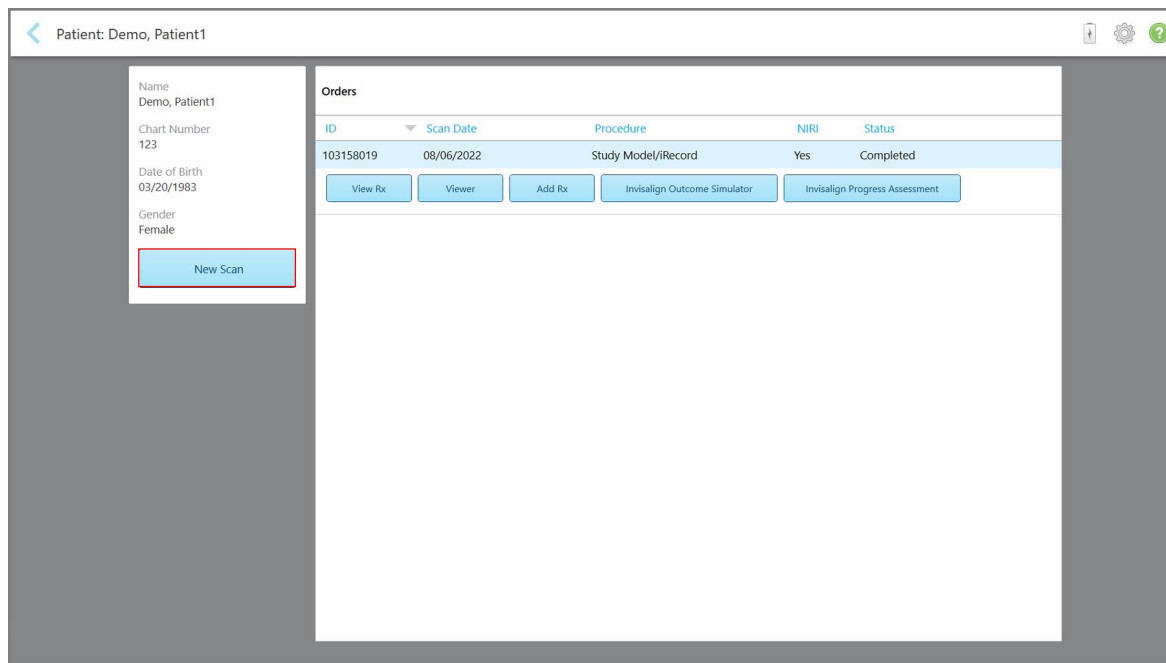 Patient: Demo, Patient1
?
Name
Demo, Patient1
Chart Number
123
Date of Birth
03/20/1983
Gender
Female
New Scan
Orders
ID Scan Date Procedure NIRI Status
103158019 08/06/2022 Study Model/iRecord Yes Completed
View Rx Viewer Add Rx Invisalign Outcome Simulator Invisalign Progress Assessment